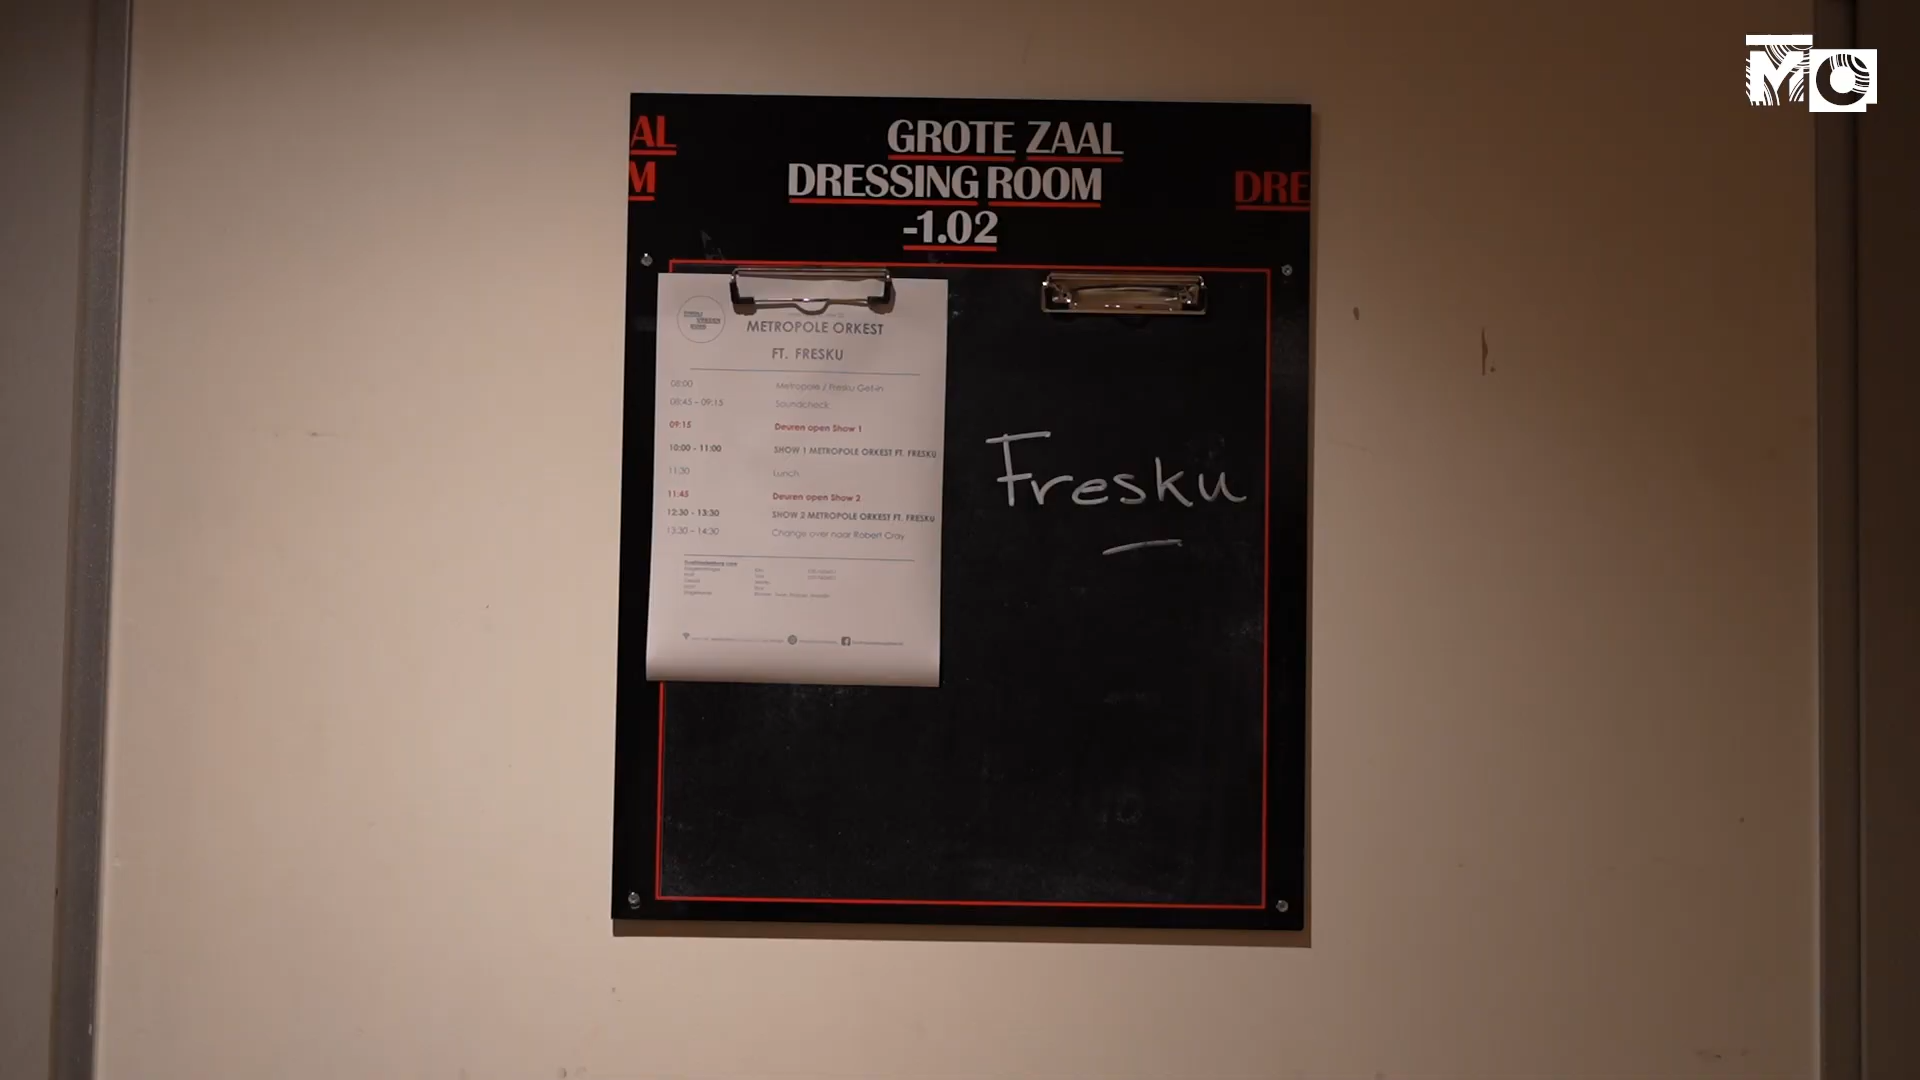 MO
AL
M
GROTE ZAAL
DRESSING ROOM
-1.02
DRE
METROPOLE ORKEST
FT. FRESKU
08:00 Metropole / Fresku Get-in
08:45 – 09:15 Soundcheck
09:15 Deuren open Show 1
10:00 - 11:00 SHOW 1 METROPOLE ORKEST FT. FRESKU
11:30 Lunch
11:45 Deuren open Show 2
12:30 - 13:30 SHOW 2 METROPOLE ORKEST FT. FRESKU
13:30 – 14:30 Change over naar Robert Cray
Fresku